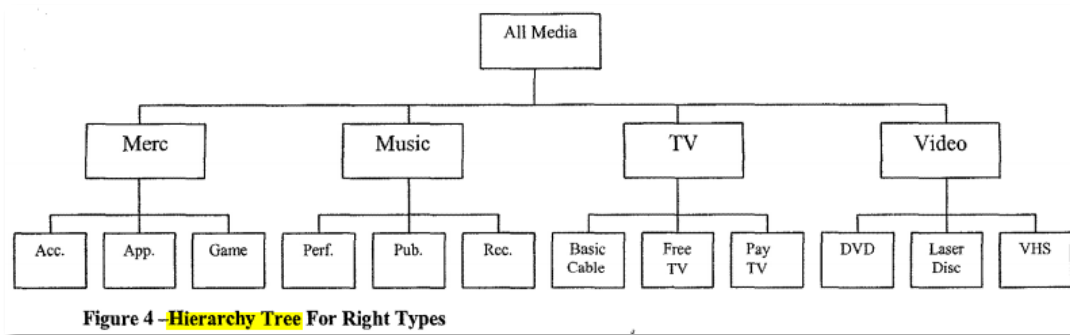 All Media
Merc
Music
TV
Video
Acc.
App.
Game
Perf.
Pub.
Rec.
Basic
Cable
Free
TV
Pay
TV
DVD
Laser
Disc
VHS
Figure 4 –Hierarchy Tree For Right Types